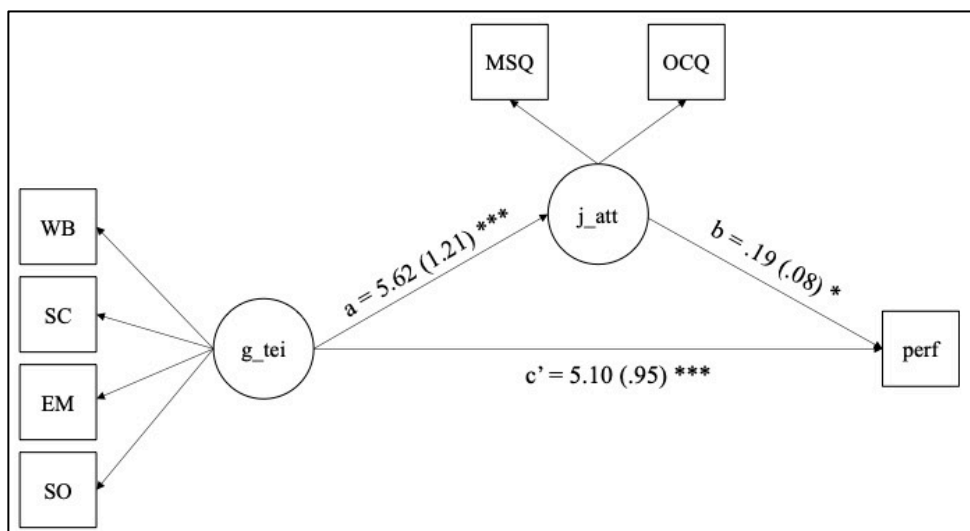 MSQ
OCQ
WB
SC
EM
SO
g_tei
j_att
perf
a = 5.62 (1.21) ***
b = .19 (.08) *
c’ = 5.10 (.95) ***